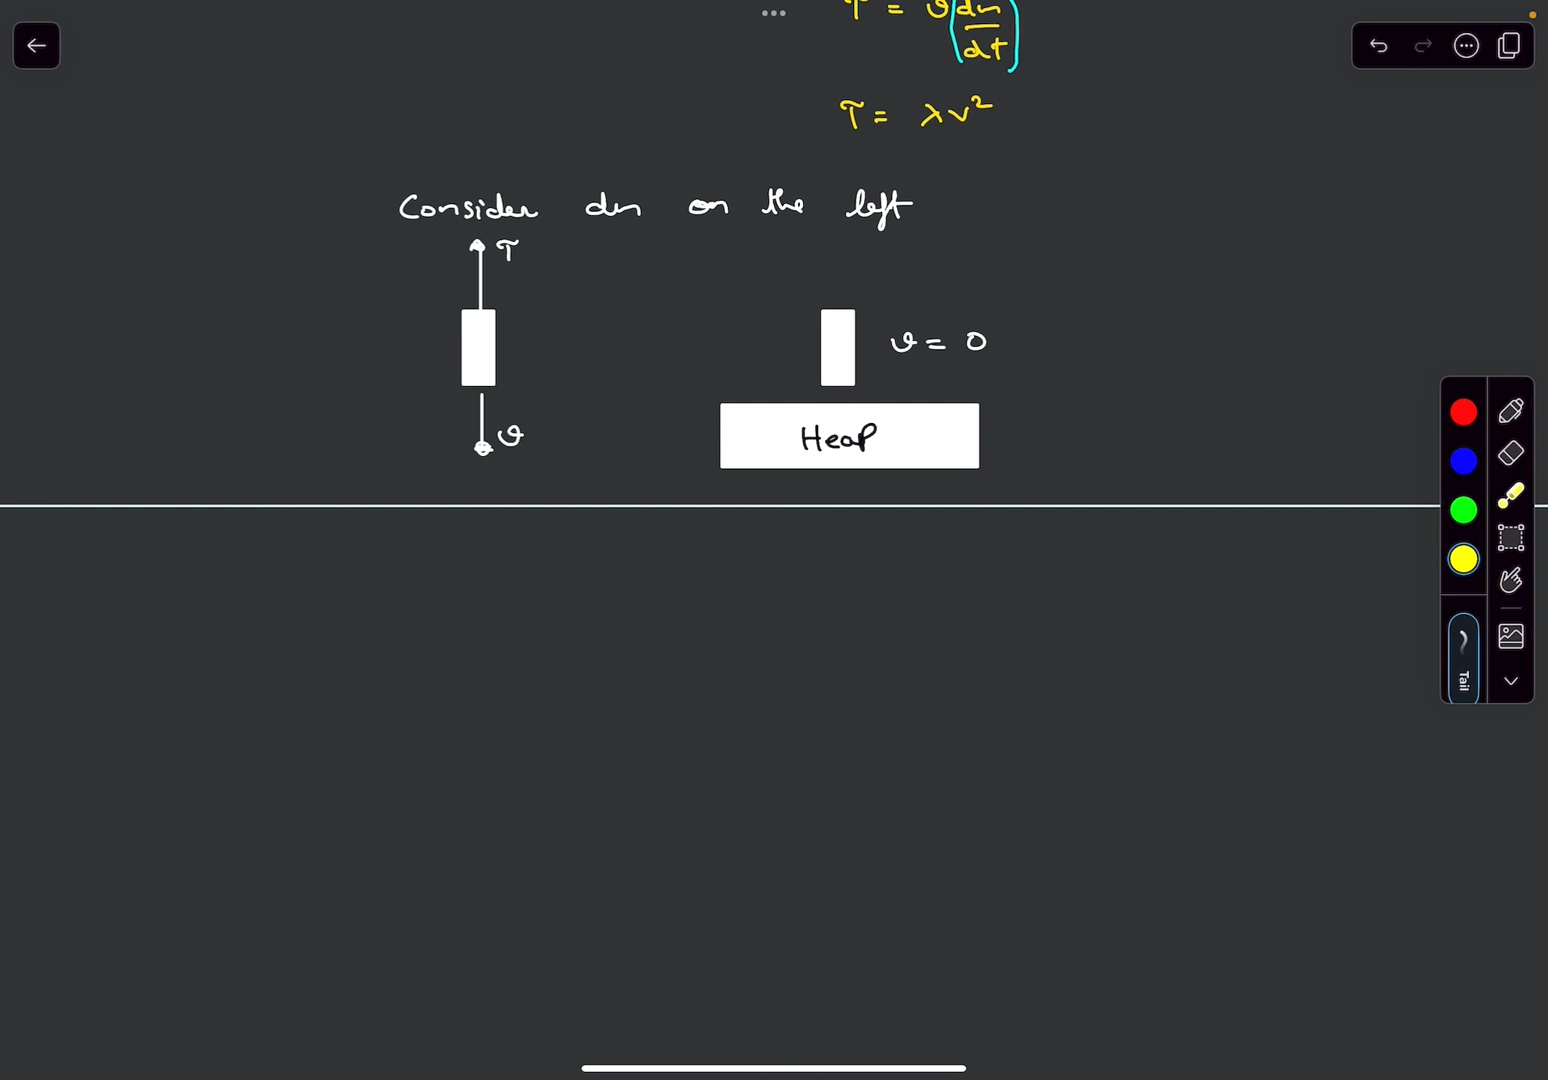 T = v(dm/dt)
T = λv²
Consider dm on the left
T
v = 0
v
Heap
Tail